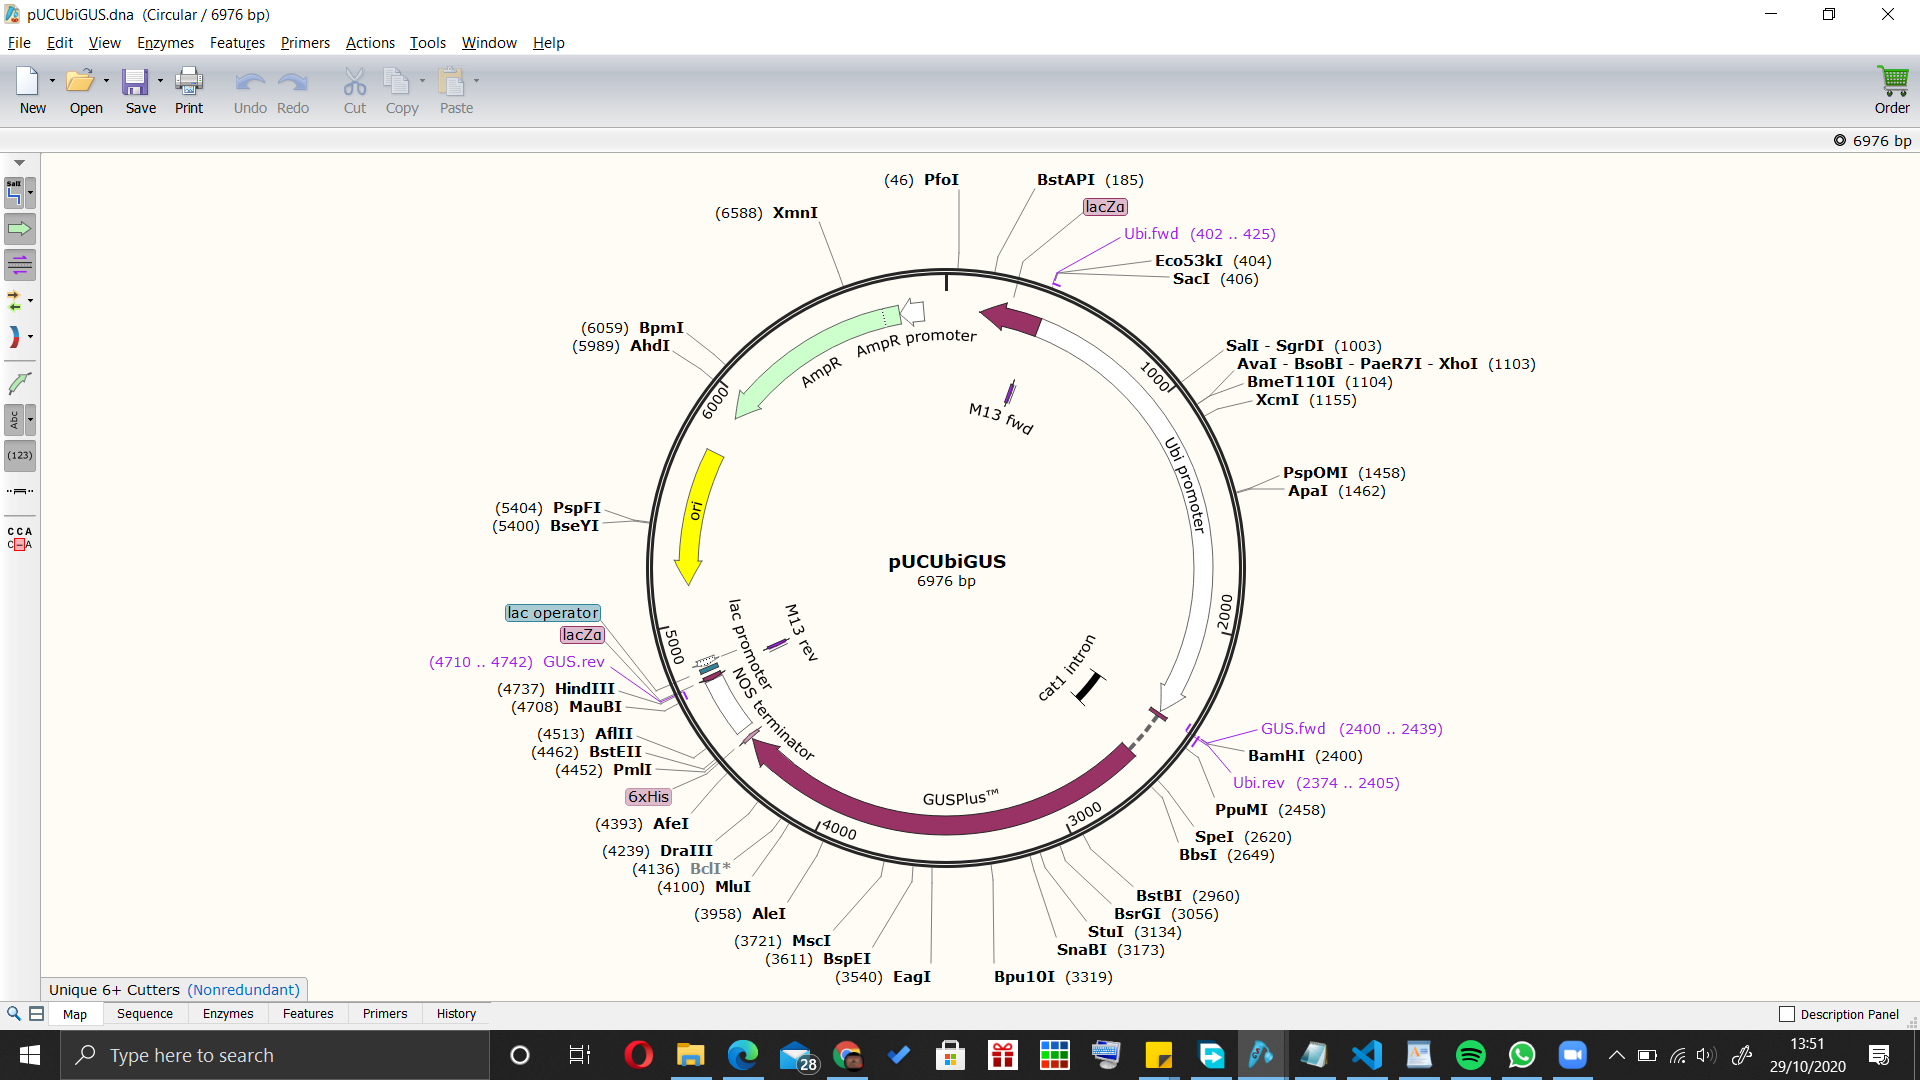 pUCUbiGUS.dna (Circular / 6976 bp)
File Edit View Enzymes Features Primers Actions Tools Window Help
New Open Save Print Undo Redo Cut Copy Paste Order
6976 bp
SalI
Abc
(123)
C C A
C – A
(46) PfoI
BstAPI (185)
lacZα
(6588) XmnI
Ubi.fwd (402 .. 425)
Eco53kI (404)
SacI (406)
(6059) BpmI
(5989) AhdI
SalI - SgrDI (1003)
AvaI - BsoBI - PaeR7I - XhoI (1103)
BmeT110I (1104)
XcmI (1155)
PspOMI (1458)
ApaI (1462)
(5404) PspFI
(5400) BseYI
AmpR promoter
AmpR
M13 fwd
Ubi promoter
ori
1000
2000
3000
4000
5000
6000
pUCUbiGUS
6976 bp
lac operator
lacZα
(4710 .. 4742) GUS.rev
(4737) HindIII
(4708) MauBI
(4513) AflII
(4462) BstEII
(4452) PmlI
6xHis
(4393) AfeI
(4239) DraIII
(4136) BclI*
(4100) MluI
(3958) AleI
(3721) MscI
(3611) BspEI
(3540) EagI
lac promoter
M13 rev
NOS terminator
cat1 intron
GUSPlus™
GUS.fwd (2400 .. 2439)
BamHI (2400)
Ubi.rev (2374 .. 2405)
PpuMI (2458)
SpeI (2620)
BbsI (2649)
BstBI (2960)
BsrGI (3056)
StuI (3134)
SnaBI (3173)
Bpu10I (3319)
Unique 6+ Cutters (Nonredundant)
Map Sequence Enzymes Features Primers History
Description Panel
Type here to search
28
13:51
29/10/2020